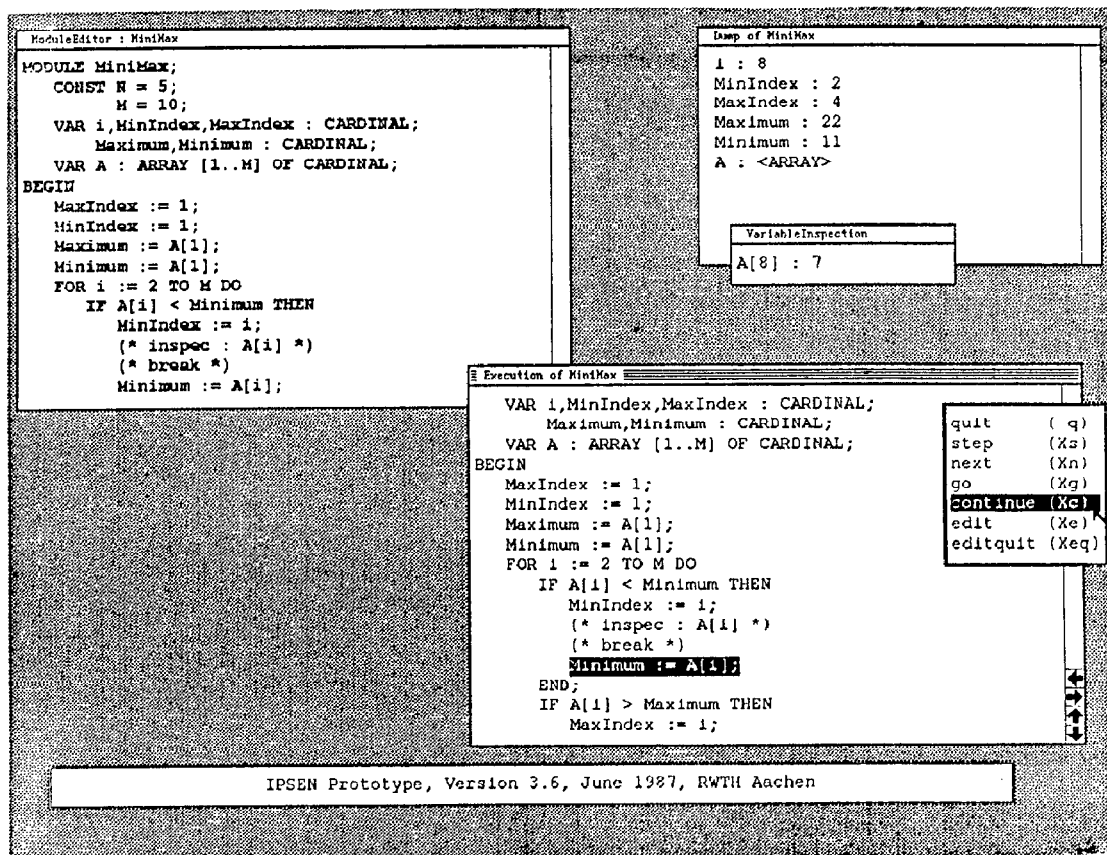 ModuleEditor : MiniMax
MODULE MiniMax;
CONST N = 5;
M = 10;
VAR i,MinIndex,MaxIndex : CARDINAL;
Maximum,Minimum : CARDINAL;
VAR A : ARRAY [1..M] OF CARDINAL;
BEGIN
MaxIndex := 1;
MinIndex := 1;
Maximum := A[1];
Minimum := A[1];
FOR i := 2 TO M DO
IF A[i] < Minimum THEN
MinIndex := i;
(* inspec : A[i] *)
(* break *)
Minimum := A[i];
Dump of MiniMax
i : 8
MinIndex : 2
MaxIndex : 4
Maximum : 22
Minimum : 11
A : <ARRAY>
VariableInspection
A[8] : 7
Execution of MiniMax
VAR i,MinIndex,MaxIndex : CARDINAL;
Maximum,Minimum : CARDINAL;
VAR A : ARRAY [1..M] OF CARDINAL;
BEGIN
MaxIndex := 1;
MinIndex := 1;
Maximum := A[1];
Minimum := A[1];
FOR i := 2 TO M DO
IF A[i] < Minimum THEN
MinIndex := i;
(* inspec : A[i] *)
(* break *)
Minimum := A[i];
END;
IF A[i] > Maximum THEN
MaxIndex := i;
quit ( q)
step (Xs)
next (Xn)
go (Xg)
continue (Xc)
edit (Xe)
editquit (Xeq)
IPSEN Prototype, Version 3.6, June 1987, RWTH Aachen